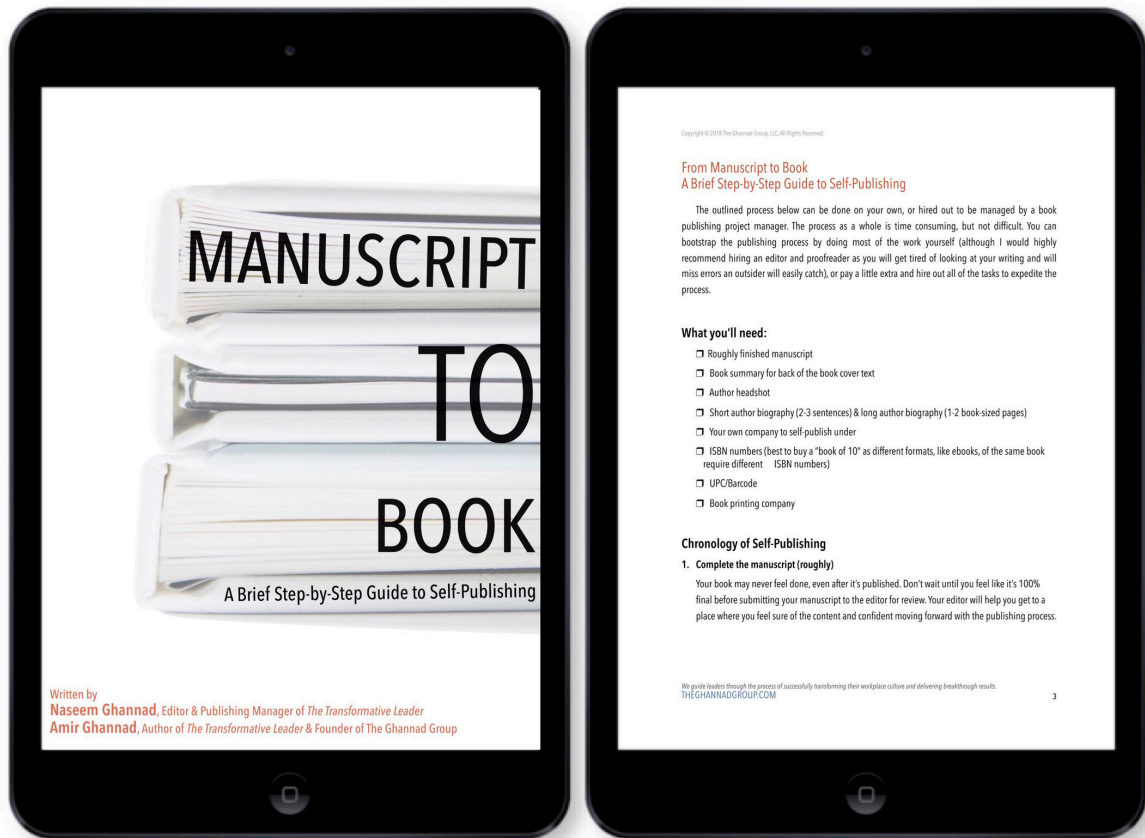 MANUSCRIPT
TO
BOOK
A Brief Step-by-Step Guide to Self-Publishing
Written by
Naseem Ghannad, Editor & Publishing Manager of The Transformative Leader
Amir Ghannad, Author of The Transformative Leader & Founder of The Ghannad Group
Copyright © 2018 The Ghannad Group, LLC, All Rights Reserved.
From Manuscript to Book
A Brief Step-by-Step Guide to Self-Publishing
The outlined process below can be done on your own, or hired out to be managed by a book
publishing project manager. The process as a whole is time consuming, but not difficult. You can
bootstrap the publishing process by doing most of the work yourself (although I would highly
recommend hiring an editor and proofreader as you will get tired of looking at your writing and will
miss errors an outsider will easily catch), or pay a little extra and hire out all of the tasks to expedite the
process.
What you'll need:
❐ Roughly finished manuscript
❐ Book summary for back of the book cover text
❐ Author headshot
❐ Short author biography (2-3 sentences) & long author biography (1-2 book-sized pages)
❐ Your own company to self-publish under
❐ ISBN numbers (best to buy a "book of 10" as different formats, like ebooks, of the same book
require different ISBN numbers)
❐ UPC/Barcode
❐ Book printing company
Chronology of Self-Publishing
1. Complete the manuscript (roughly)
Your book may never feel done, even after it's published. Don't wait until you feel like it's 100%
final before submitting your manuscript to the editor for review. Your editor will help you get to a
place where you feel sure of the content and confident moving forward with the publishing process.
We guide leaders through the process of successfully transforming their workplace culture and delivering breakthrough results.
THEGHANNADGROUP.COM
3